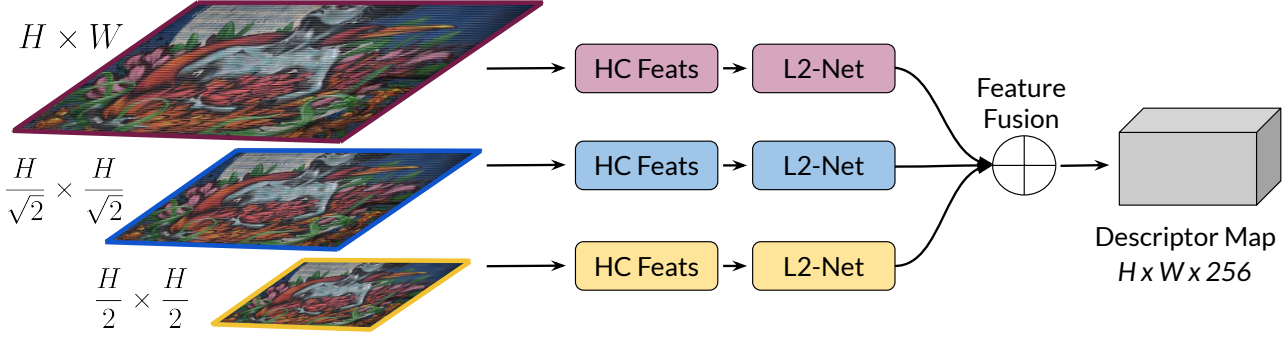 H × W
HC Feats
L2-Net
Feature
Fusion
H/√2 × H/√2
HC Feats
L2-Net
Descriptor Map
H x W x 256
H/2 × H/2
HC Feats
L2-Net